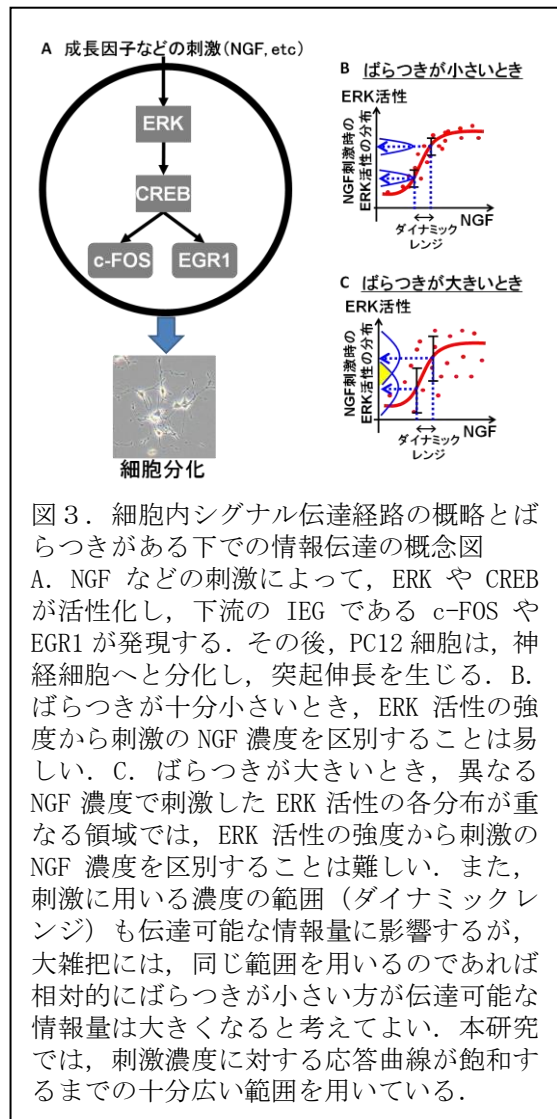 A 成長因子などの刺激(NGF, etc)
ERK
CREB
c-FOS
EGR1
細胞分化
B ばらつきが小さいとき
ERK活性
NGF刺激時の
ERK活性の分布
NGF
ダイナミック
レンジ
C ばらつきが大きいとき
ERK活性
NGF刺激時の
ERK活性の分布
NGF
ダイナミック
レンジ
図3．細胞内シグナル伝達経路の概略とば
らつきがある下での情報伝達の概念図
A．NGF などの刺激によって，ERK や CREB
が活性化し，下流の IEG である c-FOS や
EGR1 が発現する．その後，PC12 細胞は，神
経細胞へと分化し，突起伸長を生じる．B．
ばらつきが十分小さいとき，ERK 活性の強
度から刺激の NGF 濃度を区別することは易
しい．C．ばらつきが大きいとき，異なる
NGF 濃度で刺激した ERK 活性の各分布が重
なる領域では，ERK 活性の強度から刺激の
NGF 濃度を区別することは難しい．また，
刺激に用いる濃度の範囲（ダイナミックレ
ンジ）も伝達可能な情報量に影響するが，
大雑把には，同じ範囲を用いるのであれば
相対的にばらつきが小さい方が伝達可能な
情報量は大きくなると考えてよい．本研究
では，刺激濃度に対する応答曲線が飽和す
るまでの十分広い範囲を用いている．